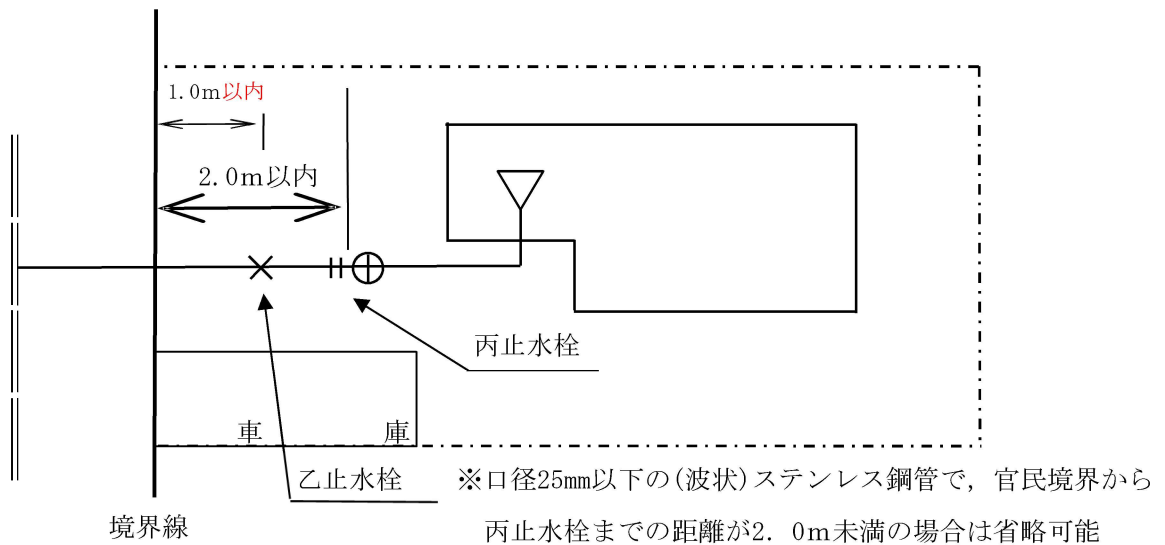 1.0m以内
2.0m以内
丙止水栓
車 庫
乙止水栓
※口径25mm以下の(波状)ステンレス鋼管で，官民境界から
丙止水栓までの距離が2．0m未満の場合は省略可能
境界線